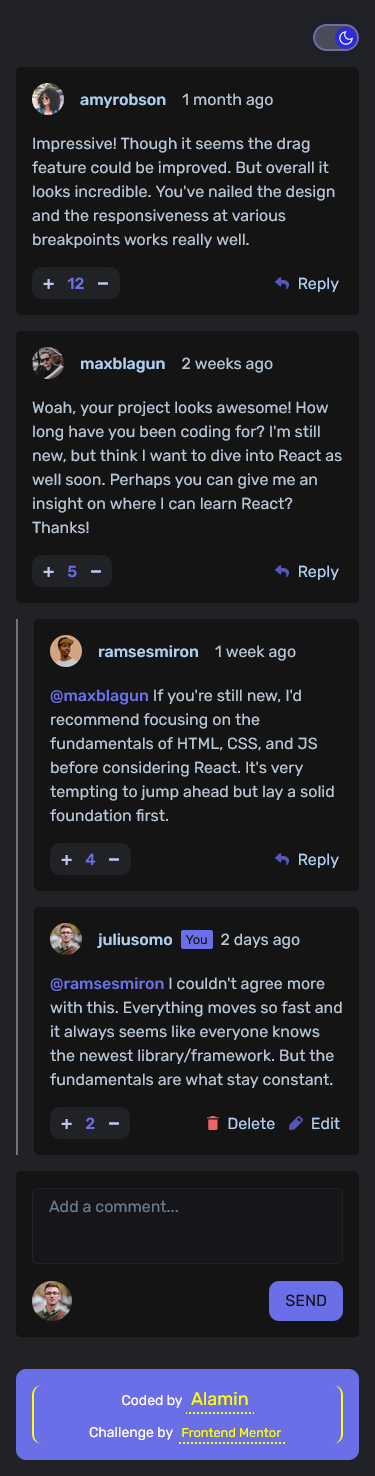 amyrobson 1 month ago
Impressive! Though it seems the drag
feature could be improved. But overall it
looks incredible. You've nailed the design
and the responsiveness at various
breakpoints works really well.
+ 12 − Reply
maxblagun 2 weeks ago
Woah, your project looks awesome! How
long have you been coding for? I'm still
new, but think I want to dive into React as
well soon. Perhaps you can give me an
insight on where I can learn React?
Thanks!
+ 5 − Reply
ramsesmiron 1 week ago
@maxblagun If you're still new, I'd
recommend focusing on the
fundamentals of HTML, CSS, and JS
before considering React. It's very
tempting to jump ahead but lay a solid
foundation first.
+ 4 − Reply
juliusomo You 2 days ago
@ramsesmiron I couldn't agree more
with this. Everything moves so fast and
it always seems like everyone knows
the newest library/framework. But the
fundamentals are what stay constant.
+ 2 − Delete Edit
Add a comment...
SEND
Coded by Alamin
Challenge by Frontend Mentor